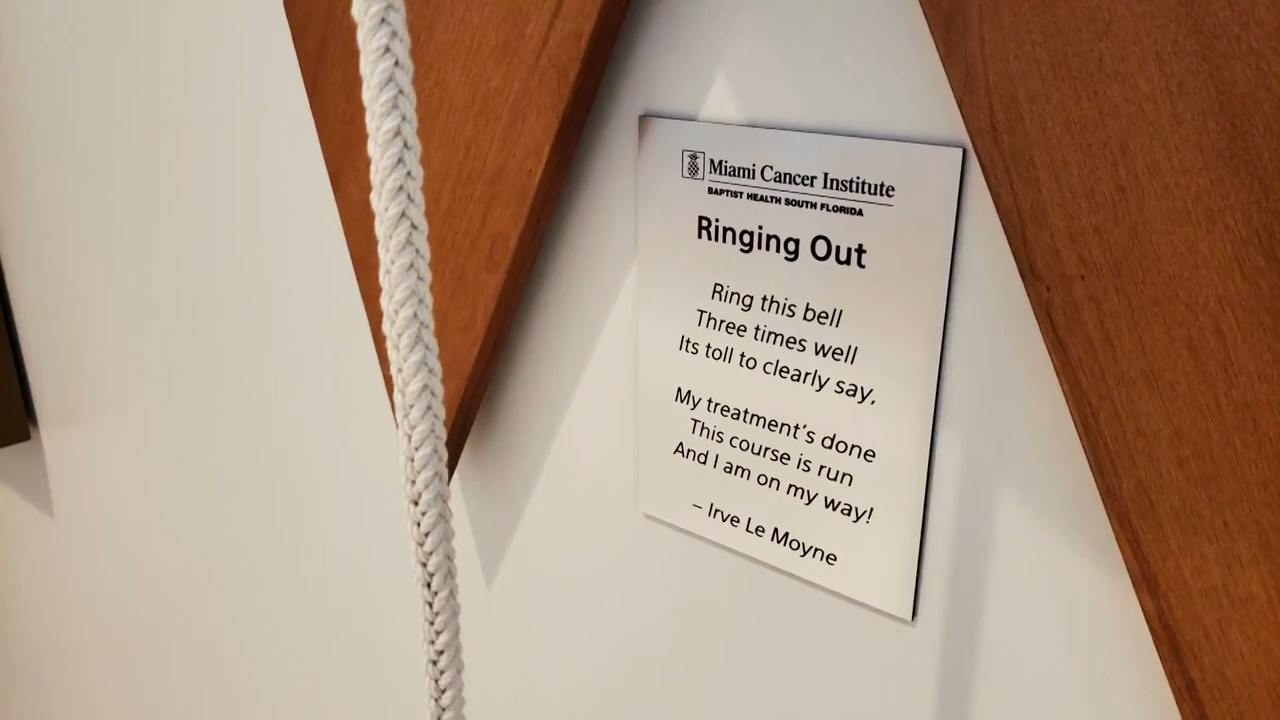 Miami Cancer Institute
BAPTIST HEALTH SOUTH FLORIDA
Ringing Out
Ring this bell
Three times well
Its toll to clearly say,
My treatment's done
This course is run
And I am on my way!
– Irve Le Moyne